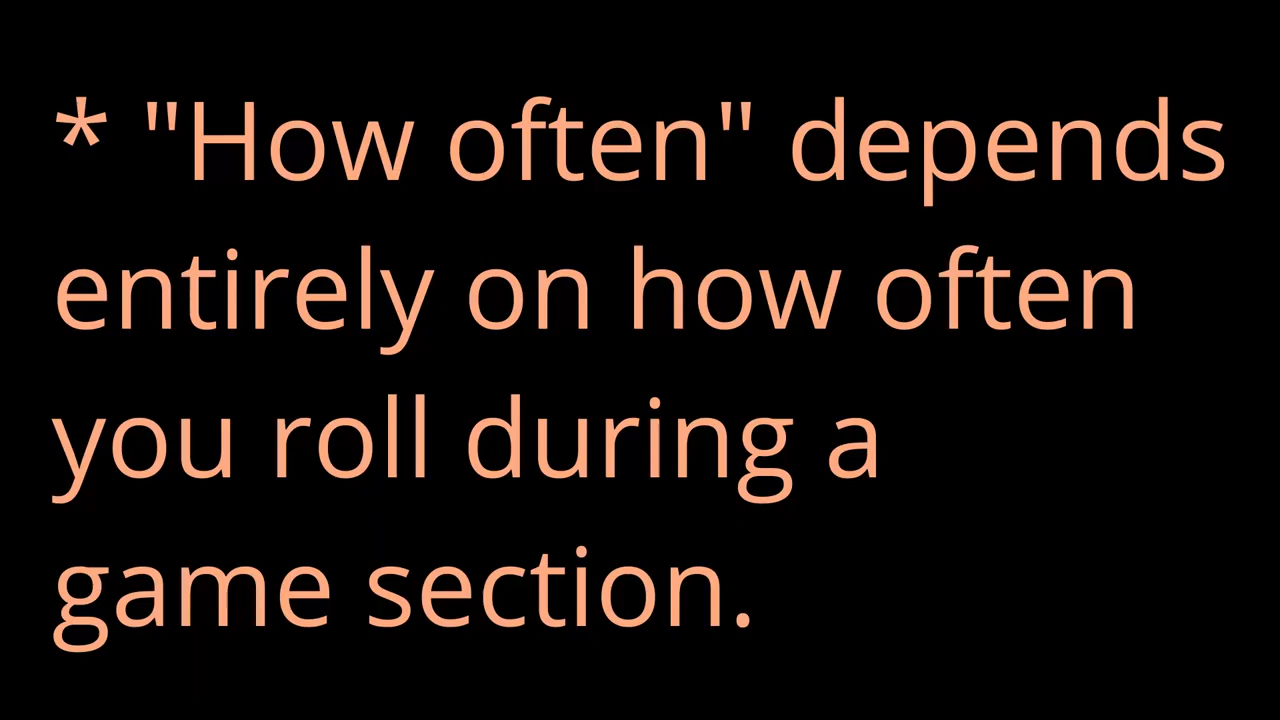 * "How often" depends
entirely on how often
you roll during a
game section.